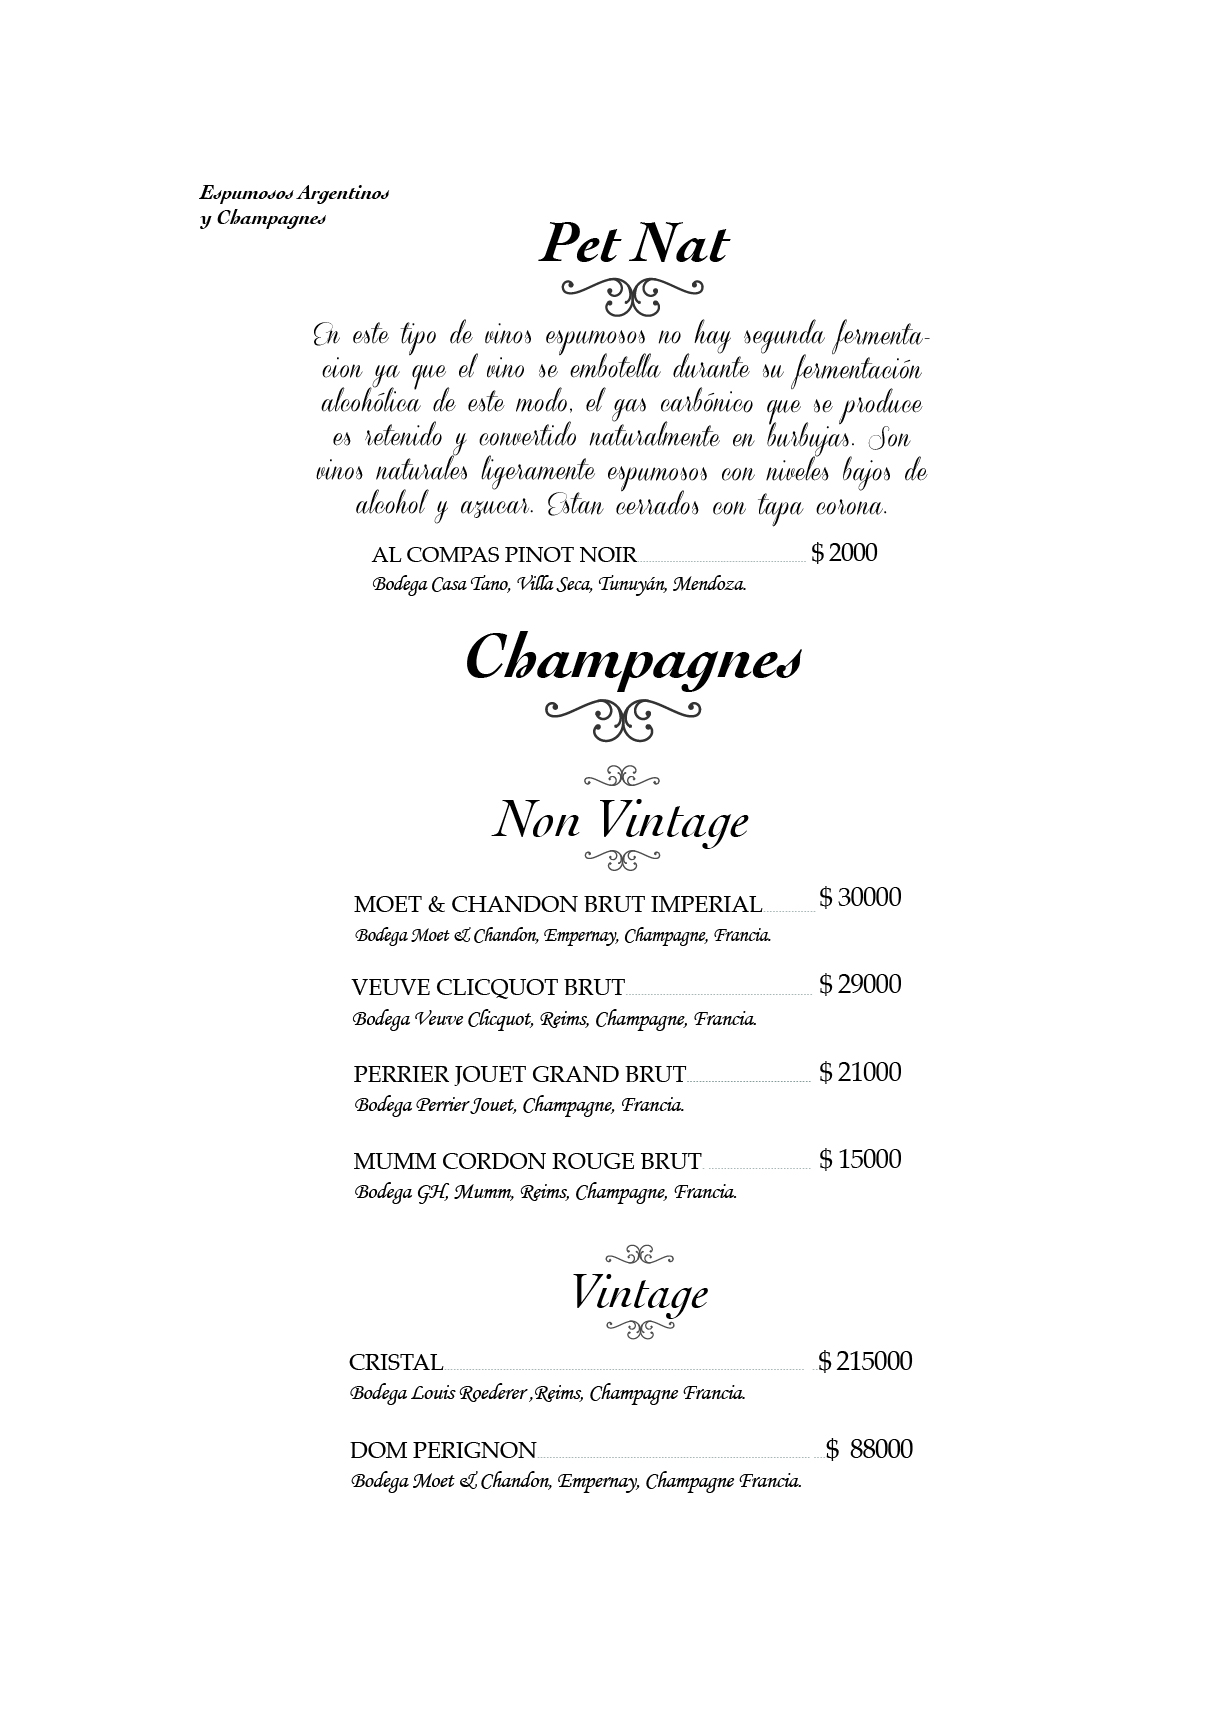 Espumosos Argentinos
y Champagnes
Pet Nat
En este tipo de vinos espumosos no hay segunda fermenta-
cion ya que el vino se embotella durante su fermentación
alcohólica de este modo, el gas carbónico que se produce
es retenido y convertido naturalmente en burbujas. Son
vinos naturales ligeramente espumosos con niveles bajos de
alcohol y azucar. Estan cerrados con tapa corona.
AL COMPAS PINOT NOIR $ 2000
Bodega Casa Tano, Villa Seca, Tunuyán, Mendoza.
Champagnes
Non Vintage
MOET & CHANDON BRUT IMPERIAL $ 30000
Bodega Moet & Chandon, Empernay, Champagne, Francia.
VEUVE CLICQUOT BRUT $ 29000
Bodega Veuve Clicquot, Reims, Champagne, Francia.
PERRIER JOUET GRAND BRUT $ 21000
Bodega Perrier Jouet, Champagne, Francia.
MUMM CORDON ROUGE BRUT $ 15000
Bodega GH, Mumm, Reims, Champagne, Francia.
Vintage
CRISTAL $ 215000
Bodega Louis Roederer ,Reims, Champagne Francia.
DOM PERIGNON $ 88000
Bodega Moet & Chandon, Empernay, Champagne Francia.